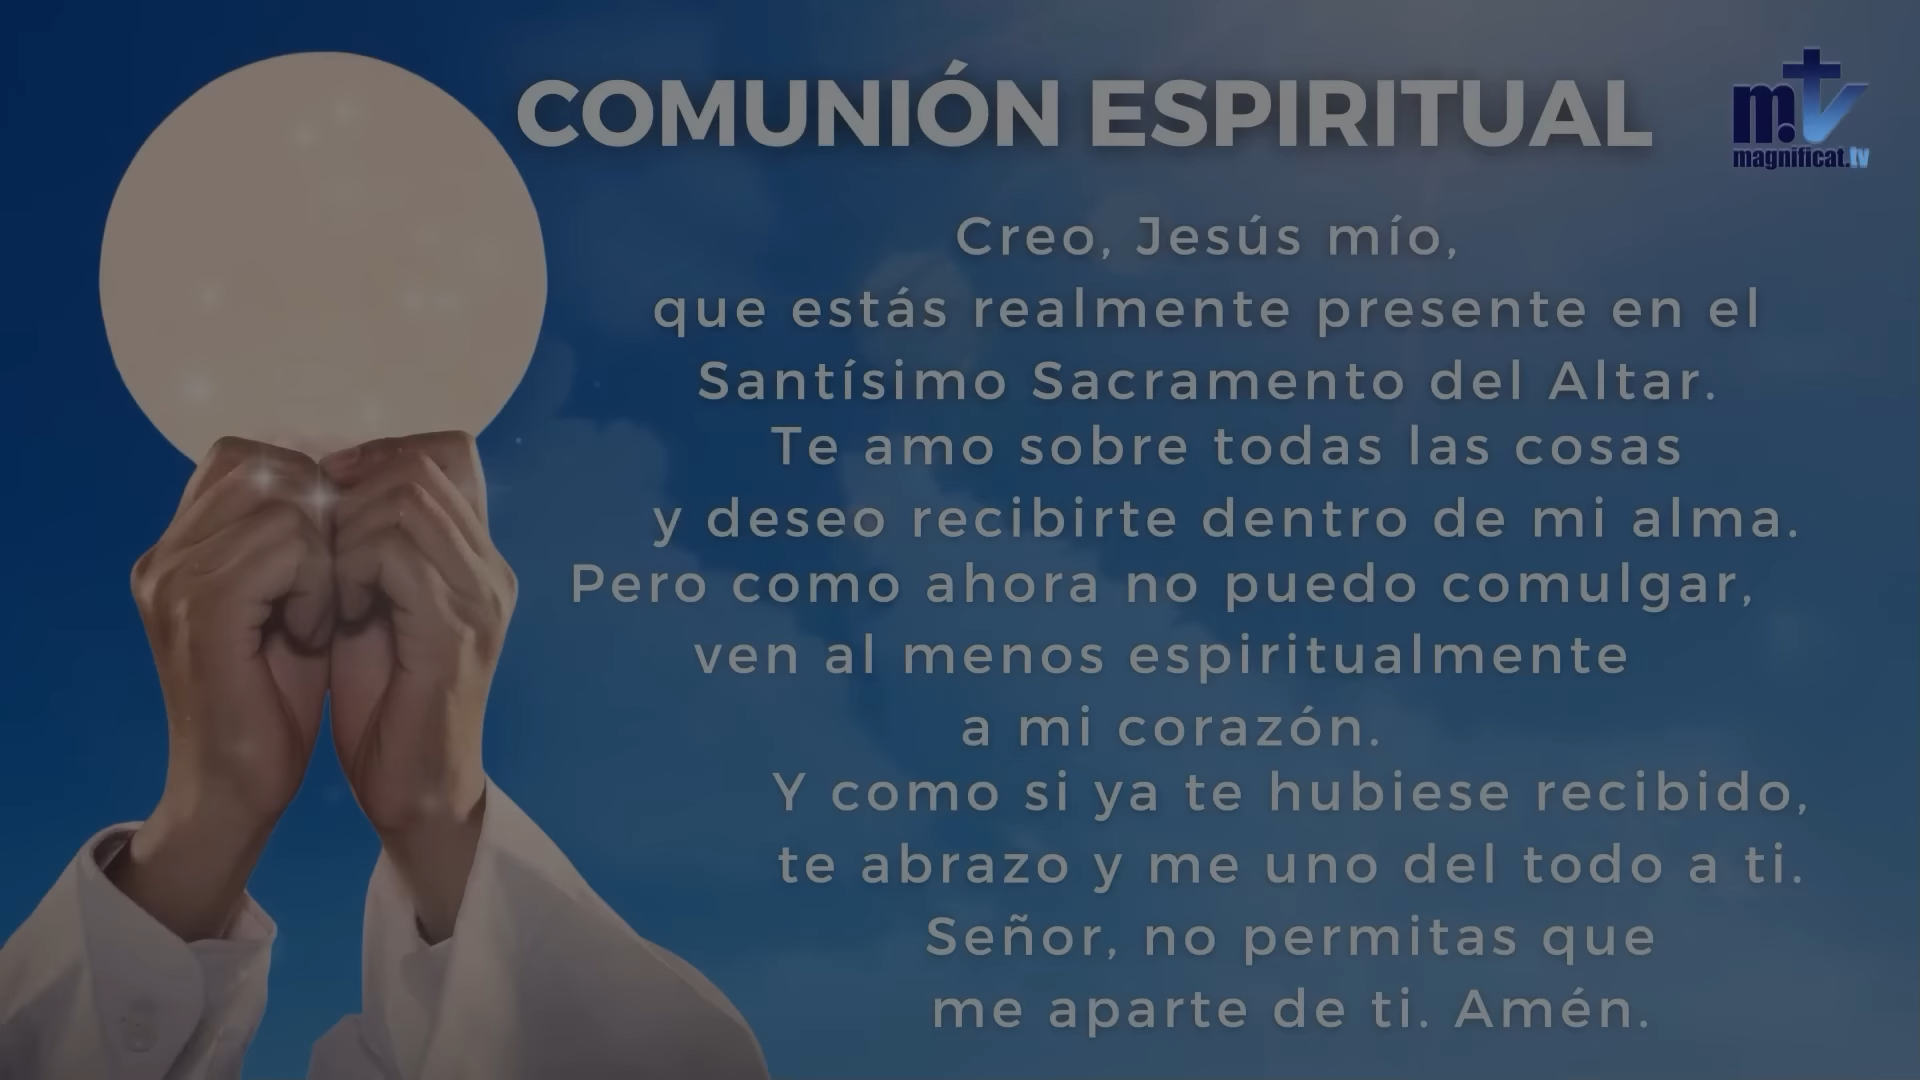 COMUNIÓN ESPIRITUAL
m.tv
magnificat.tv
Creo, Jesús mío,
que estás realmente presente en el
Santísimo Sacramento del Altar.
Te amo sobre todas las cosas
y deseo recibirte dentro de mi alma.
Pero como ahora no puedo comulgar,
ven al menos espiritualmente
a mi corazón.
Y como si ya te hubiese recibido,
te abrazo y me uno del todo a ti.
Señor, no permitas que
me aparte de ti. Amén.